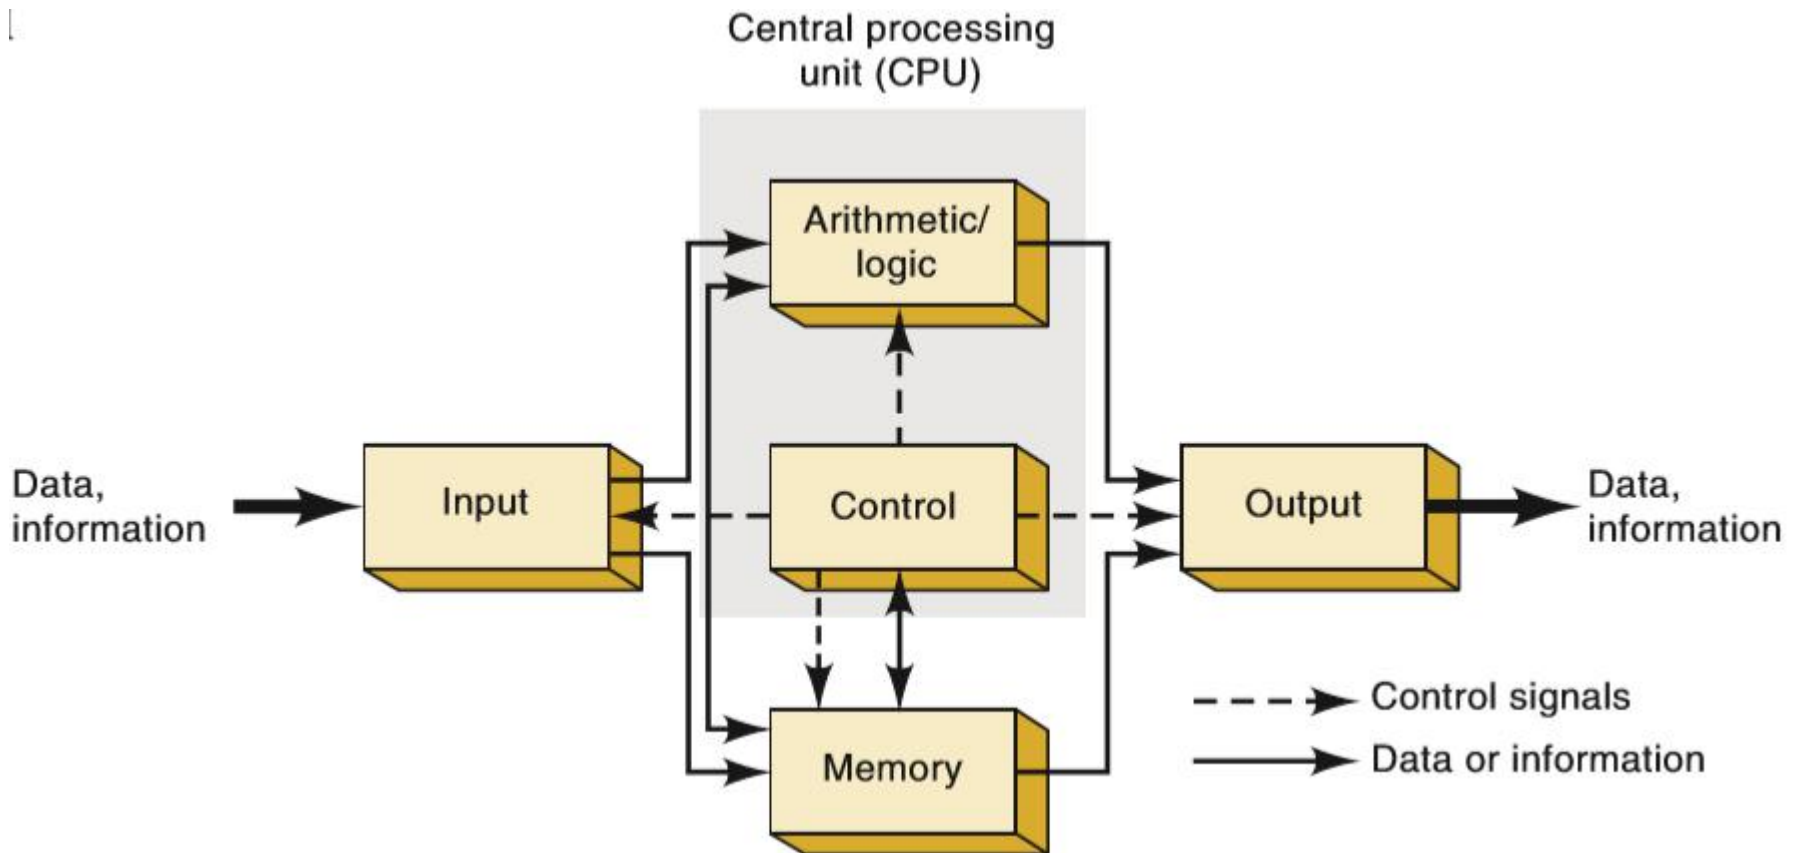 Central processing
unit (CPU)
Arithmetic/
logic
Data,
information
Input
Control
Output
Data,
information
Memory
Control signals
Data or information